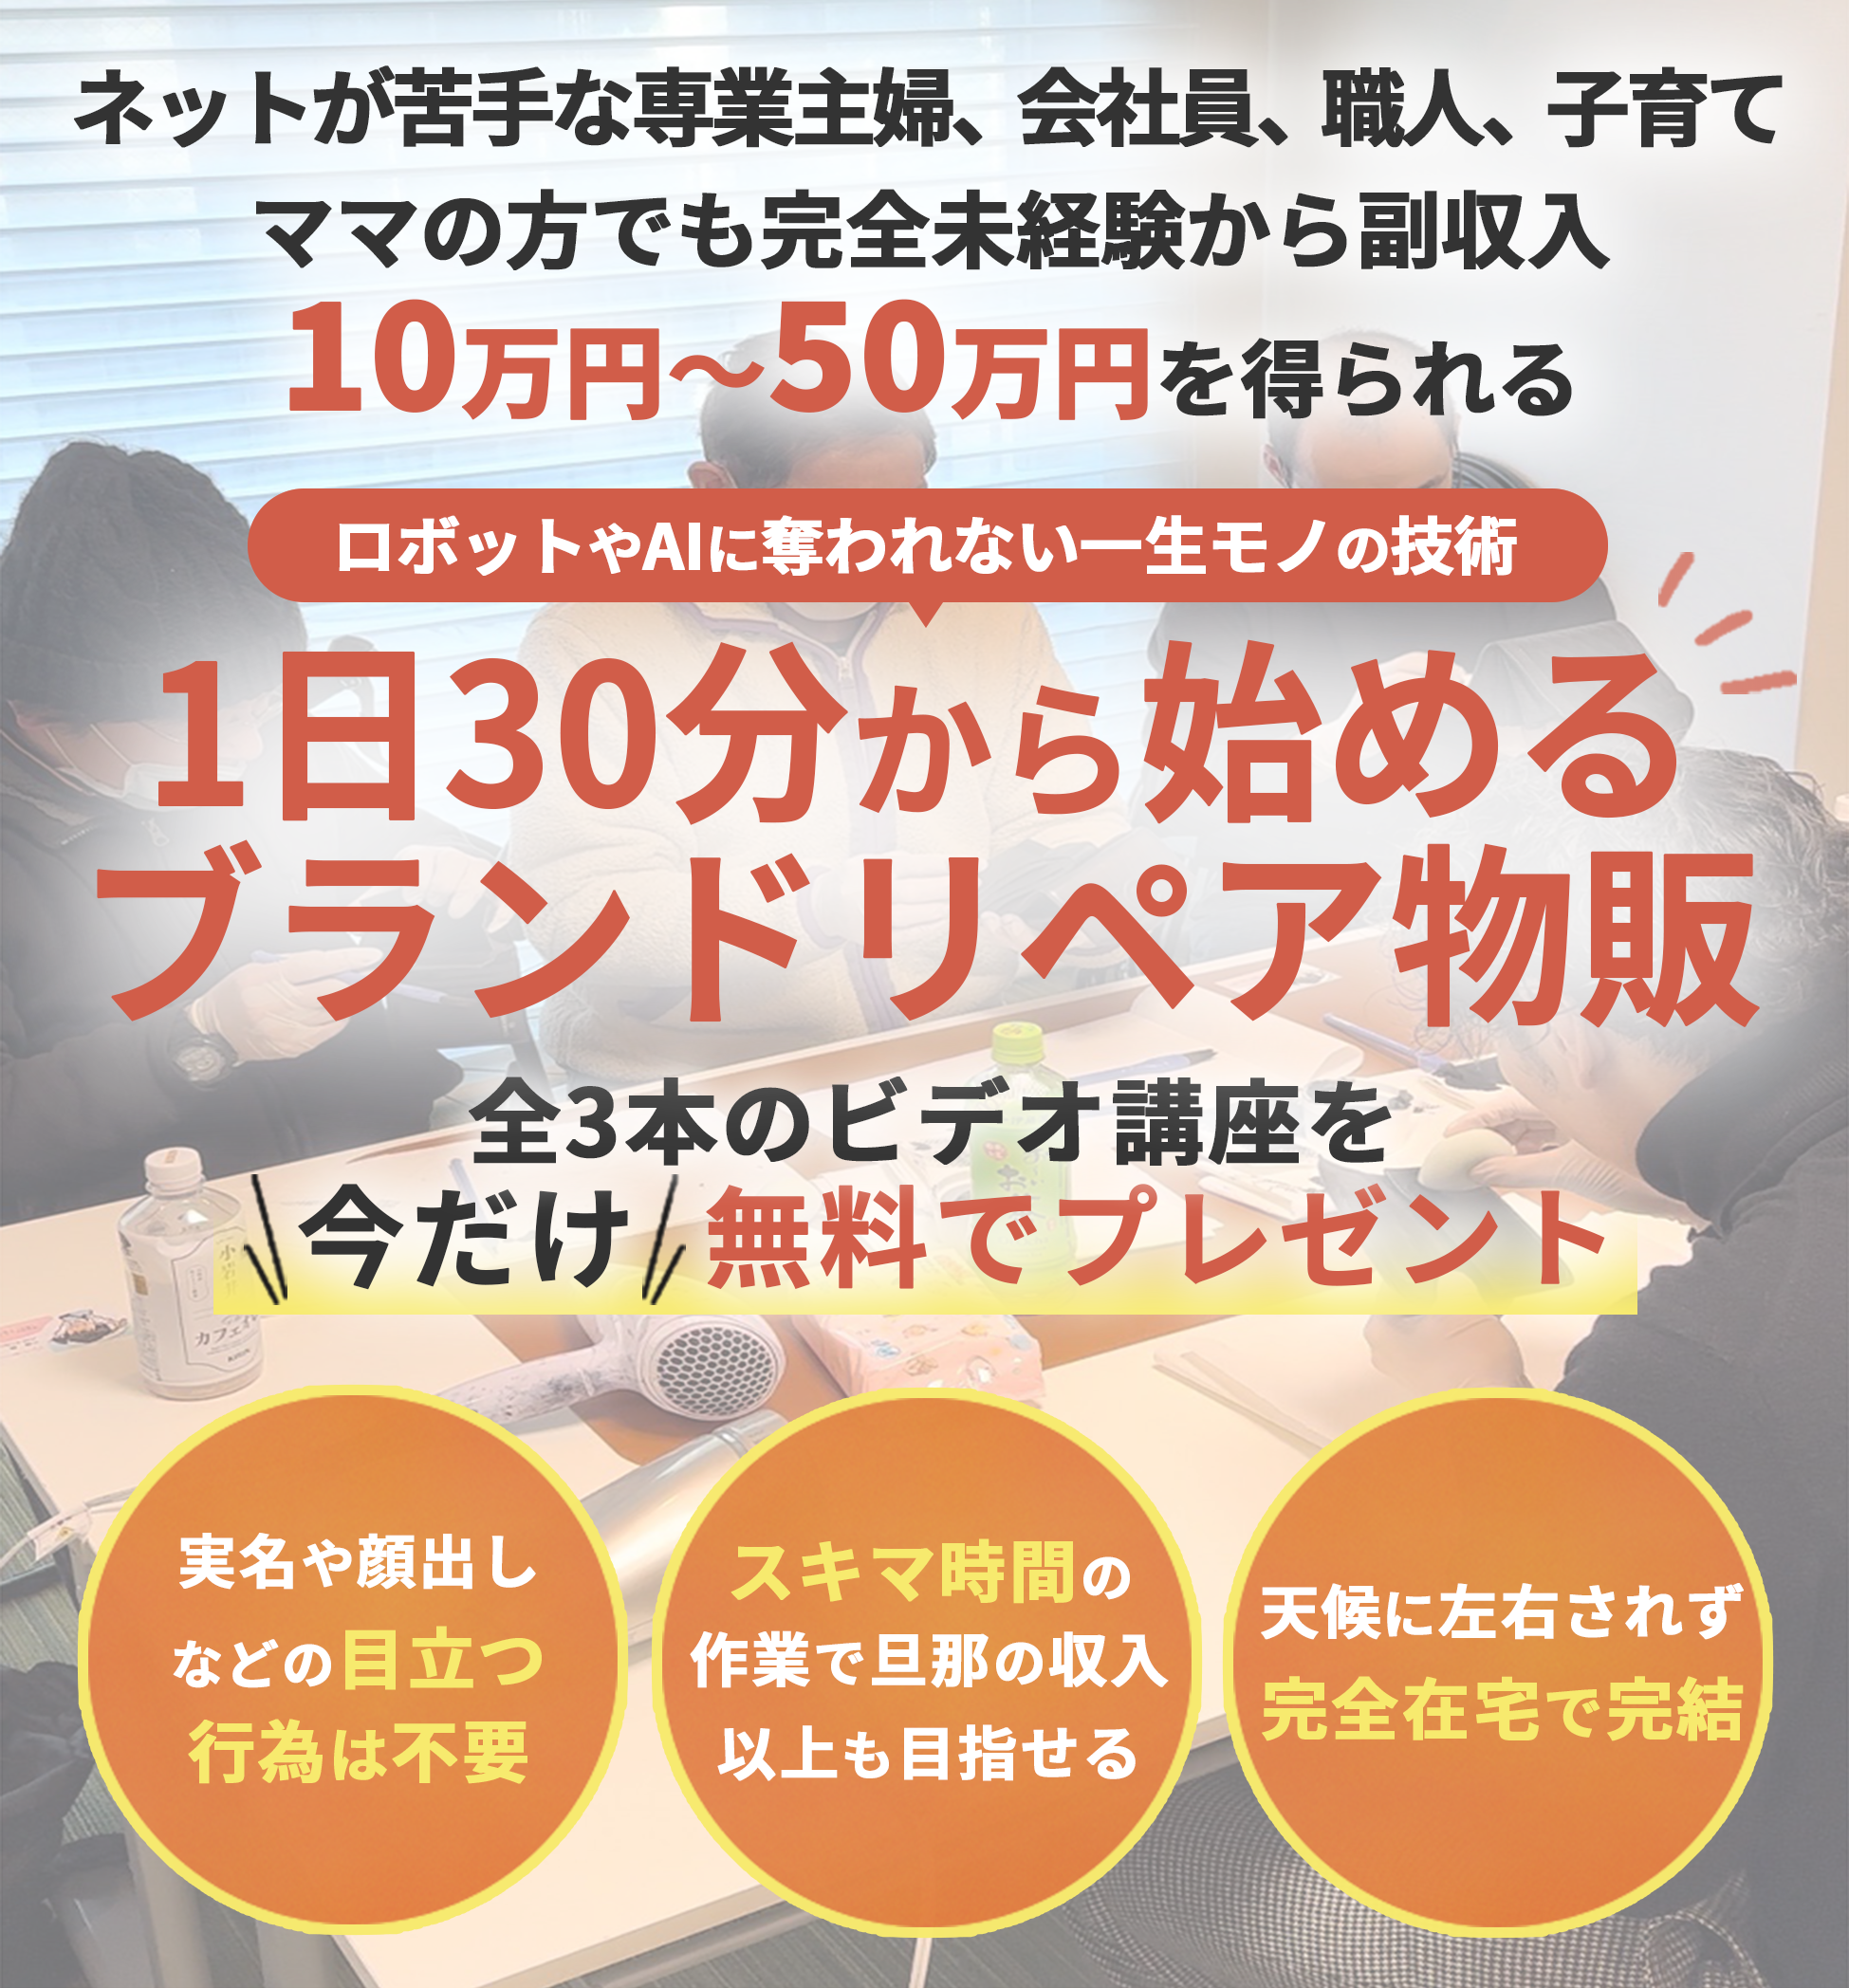 ネットが苦手な専業主婦、会社員、職人、子育て
ママの方でも完全未経験から副収入
10万円〜50万円を得られる
ロボットやAIに奪われない一生モノの技術
1日30分から始める
ブランドリペア物販
全3本のビデオ講座を
今だけ 無料でプレゼント
カフェオレ
実名や顔出し
などの目立つ
行為は不要
スキマ時間の
作業で旦那の収入
以上も目指せる
天候に左右されず
完全在宅で完結